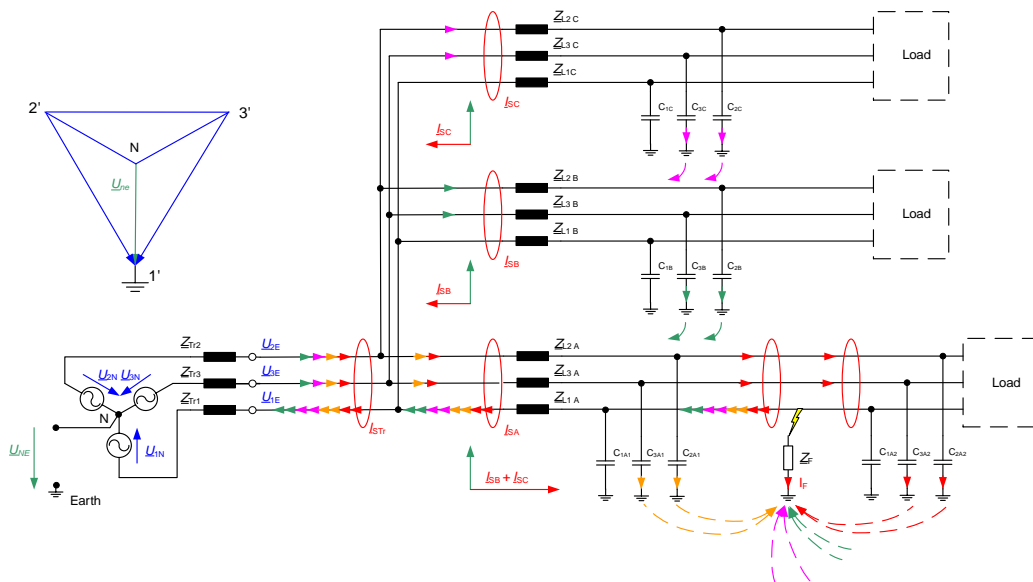 Z_L2 C
Z_L3 C
Load
Z_L1C
I_SC
C_1C
C_3C
C_2C
2'
3'
N
I_SC
U_ne
Z_L2 B
Z_L3 B
Load
Z_L1 B
1'
I_SB
C_1B
C_3B
C_2B
I_SB
Z_Tr2
U_2E
Z_L2 A
U_2N
U_3N
Z_Tr3
U_3E
Z_L3 A
Load
N
Z_Tr1
U_1E
Z_L1 A
I_STr
I_SA
U_NE
U_1N
C_1A1
C_3A1
C_2A1
Z_F
C_1A2
C_3A2
C_2A2
I_SB + I_SC
I_F
Earth